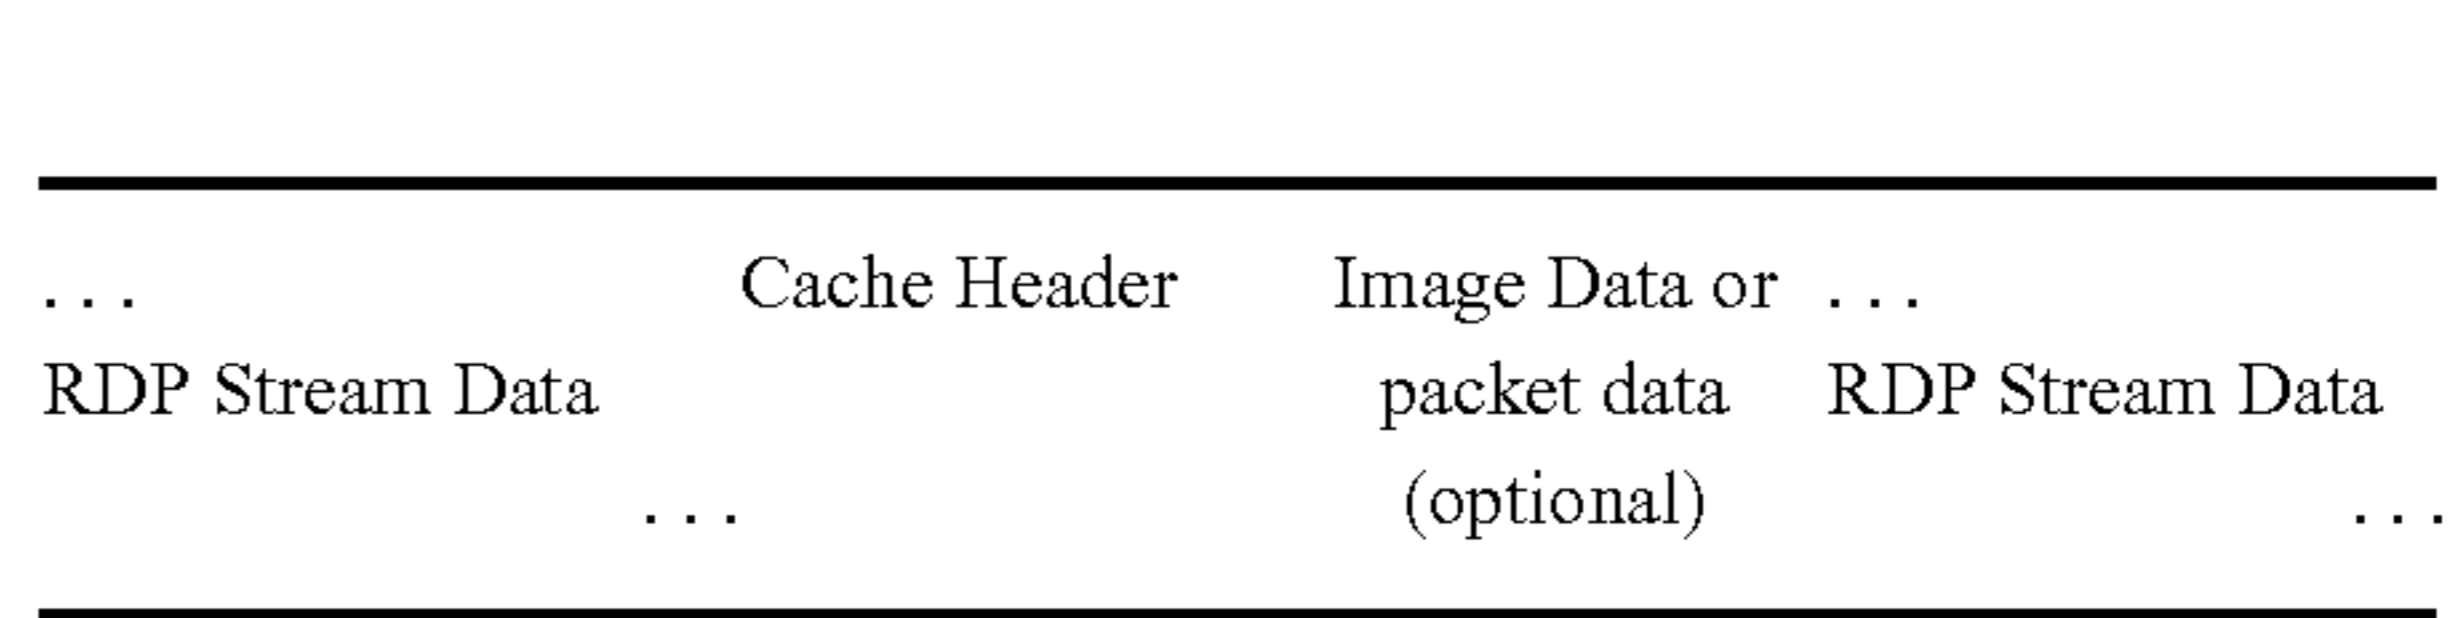 . . . Cache Header Image Data or . . .
RDP Stream Data packet data RDP Stream Data
. . . (optional) . . .